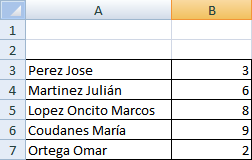 A B
1
2
3 Perez Jose 3
4 Martinez Julián 6
5 Lopez Oncito Marcos 8
6 Coudanes María 9
7 Ortega Omar 2